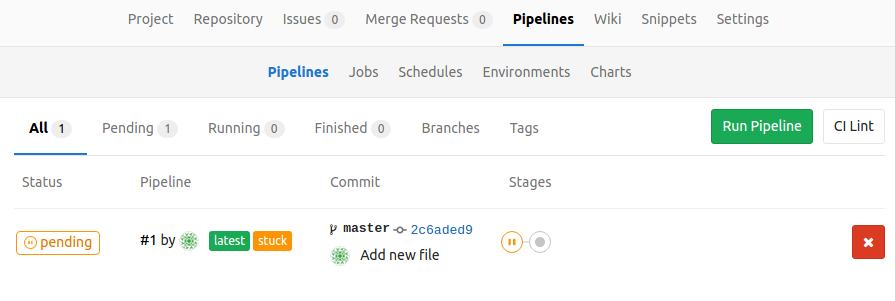 Project Repository Issues 0 Merge Requests 0 Pipelines Wiki Snippets Settings
Pipelines Jobs Schedules Environments Charts
All 1 Pending 1 Running 0 Finished 0 Branches Tags Run Pipeline CI Lint
Status Pipeline Commit Stages
pending #1 by latest stuck master 2c6aded9
Add new file